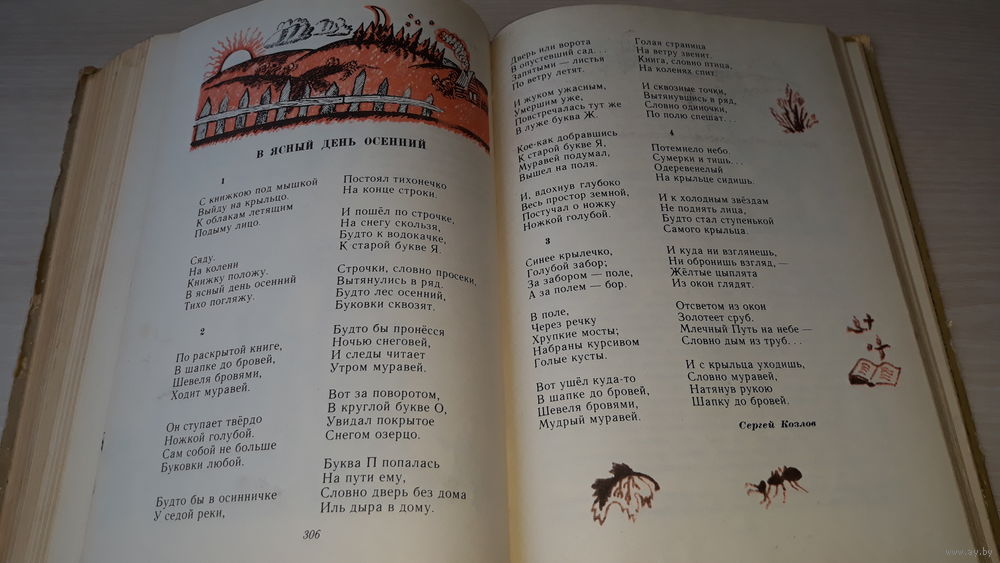 В ЯСНЫЙ ДЕНЬ ОСЕННИЙ
1
С книжкою под мышкой
Выйду на крыльцо.
К облакам летящим
Подыму лицо.
Сяду.
На колени
Книжку положу.
В ясный день осенний
Тихо погляжу.
2
По раскрытой книге,
В шапке до бровей,
Шевеля бровями,
Ходит муравей.
Он ступает твёрдо
Ножкой голубой.
Сам собой не больше
Буковки любой.
Будто бы в осинничке
У седой реки,
Постоял тихонечко
На конце строки.
И пошёл по строчке,
На снегу скользя,
Будто к водокачке,
К старой букве Я.
Строчки, словно просеки,
Вытянулись в ряд.
Будто лес осенний,
Буковки сквозят.
Будто бы пронёсся
Ночью снеговей,
И следы читает
Утром муравей.
Вот за поворотом,
В круглой букве О,
Увидал покрытое
Снегом озерцо.
Буква П попалась
На пути ему,
Словно дверь без дома
Иль дыра в дому.
306
Дверь или ворота
В опустевший сад...
Запятыми — листья
По ветру летят.
И жуком ужасным,
Умершим уже,
Повстречалась тут же
В луже буква Ж.
Кое-как добравшись
К старой букве Я,
Муравей подумал,
Вышел на поля.
И, вдохнув глубоко
Весь простор земной,
Постучал о ножку
Ножкой голубой.
3
Синее крылечко,
Голубой забор;
За забором — поле,
А за полем — бор.
В поле,
Через речку
Хрупкие мосты;
Набраны курсивом
Голые кусты.
Вот ушёл куда-то
В шапке до бровей,
Шевеля бровями,
Мудрый муравей.
Голая страница
На ветру звенит.
Книга, словно птица,
На коленях спит.
И сквозные точки,
Вытянувшись в ряд,
Словно одиночки,
По полю спешат...
4
Потемнело небо,
Сумерки и тишь...
Одеревенелый
На крыльце сидишь.
И к холодным звёздам
Не поднять лица,
Будто стал ступенькой
Самого крыльца.
И куда ни взглянешь,
Ни обронишь взгляд, —
Жёлтые цыплята
Из окон глядят.
Отсветом из окон
Золотеет сруб.
Млечный Путь на небе —
Словно дым из труб...
И с крыльца уходишь,
Словно муравей,
Натянув рукою
Шапку до бровей.
Сергей Козлов
www.ay.by